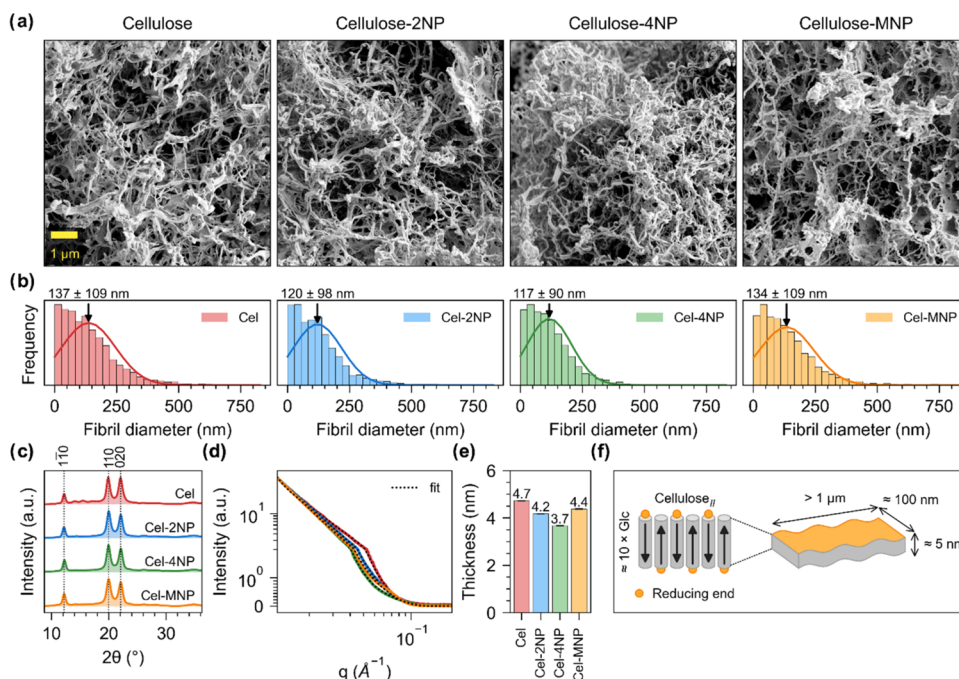 (a)
Cellulose
Cellulose-2NP
Cellulose-4NP
Cellulose-MNP
1 µm
(b)
137 ± 109 nm
120 ± 98 nm
117 ± 90 nm
134 ± 109 nm
Frequency
Cel
Cel-2NP
Cel-4NP
Cel-MNP
0 250 500 750
0 250 500 750
0 250 500 750
0 250 500 750
Fibril diameter (nm)
Fibril diameter (nm)
Fibril diameter (nm)
Fibril diameter (nm)
(c)
1̅10
110
020
Intensity (a.u.)
Cel
Cel-2NP
Cel-4NP
Cel-MNP
10 20 30
2θ (°)
(d)
Intensity (a.u.)
10¹
10⁰
0
fit
10⁻¹
q (Å⁻¹)
(e)
Thickness (nm)
6
4
2
0
4.7
4.2
3.7
4.4
Cel
Cel-2NP
Cel-4NP
Cel-MNP
(f)
Cellulose //
≈ 10 × Glc
> 1 µm
≈ 100 nm
≈ 5 nm
Reducing end